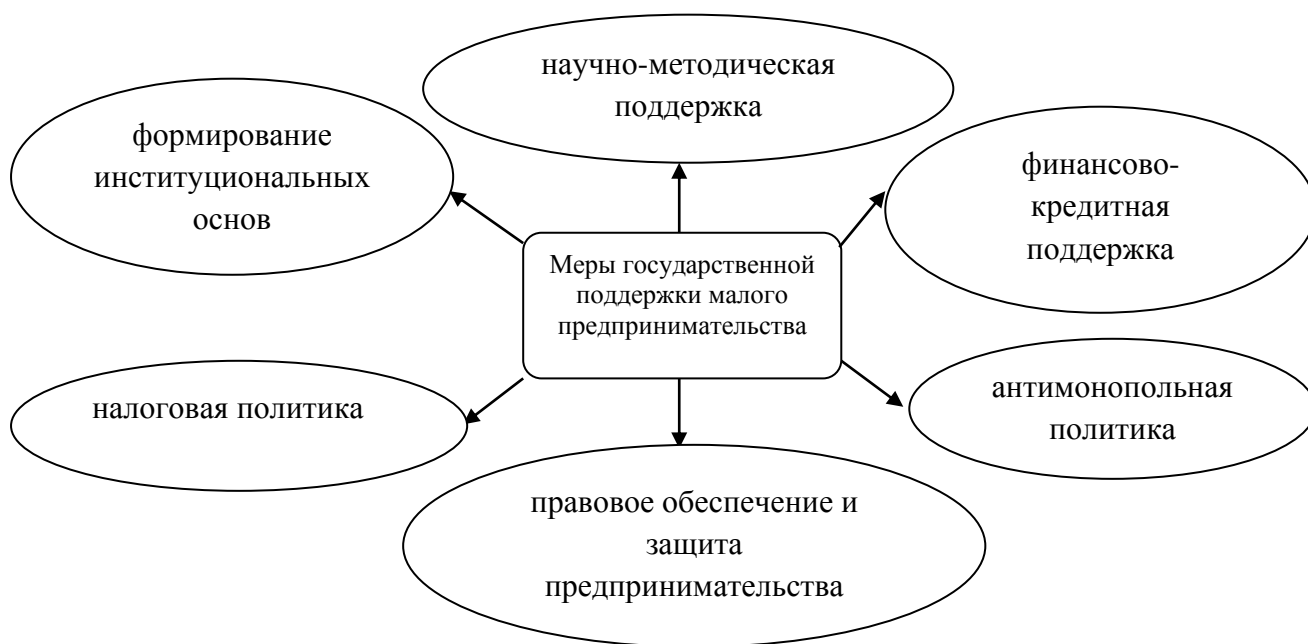 научно-методическая
поддержка
формирование
институциональных
основ
финансово-
кредитная
поддержка
Меры государственной
поддержки малого
предпринимательства
налоговая политика
антимонопольная
политика
правовое обеспечение и
защита
предпринимательства